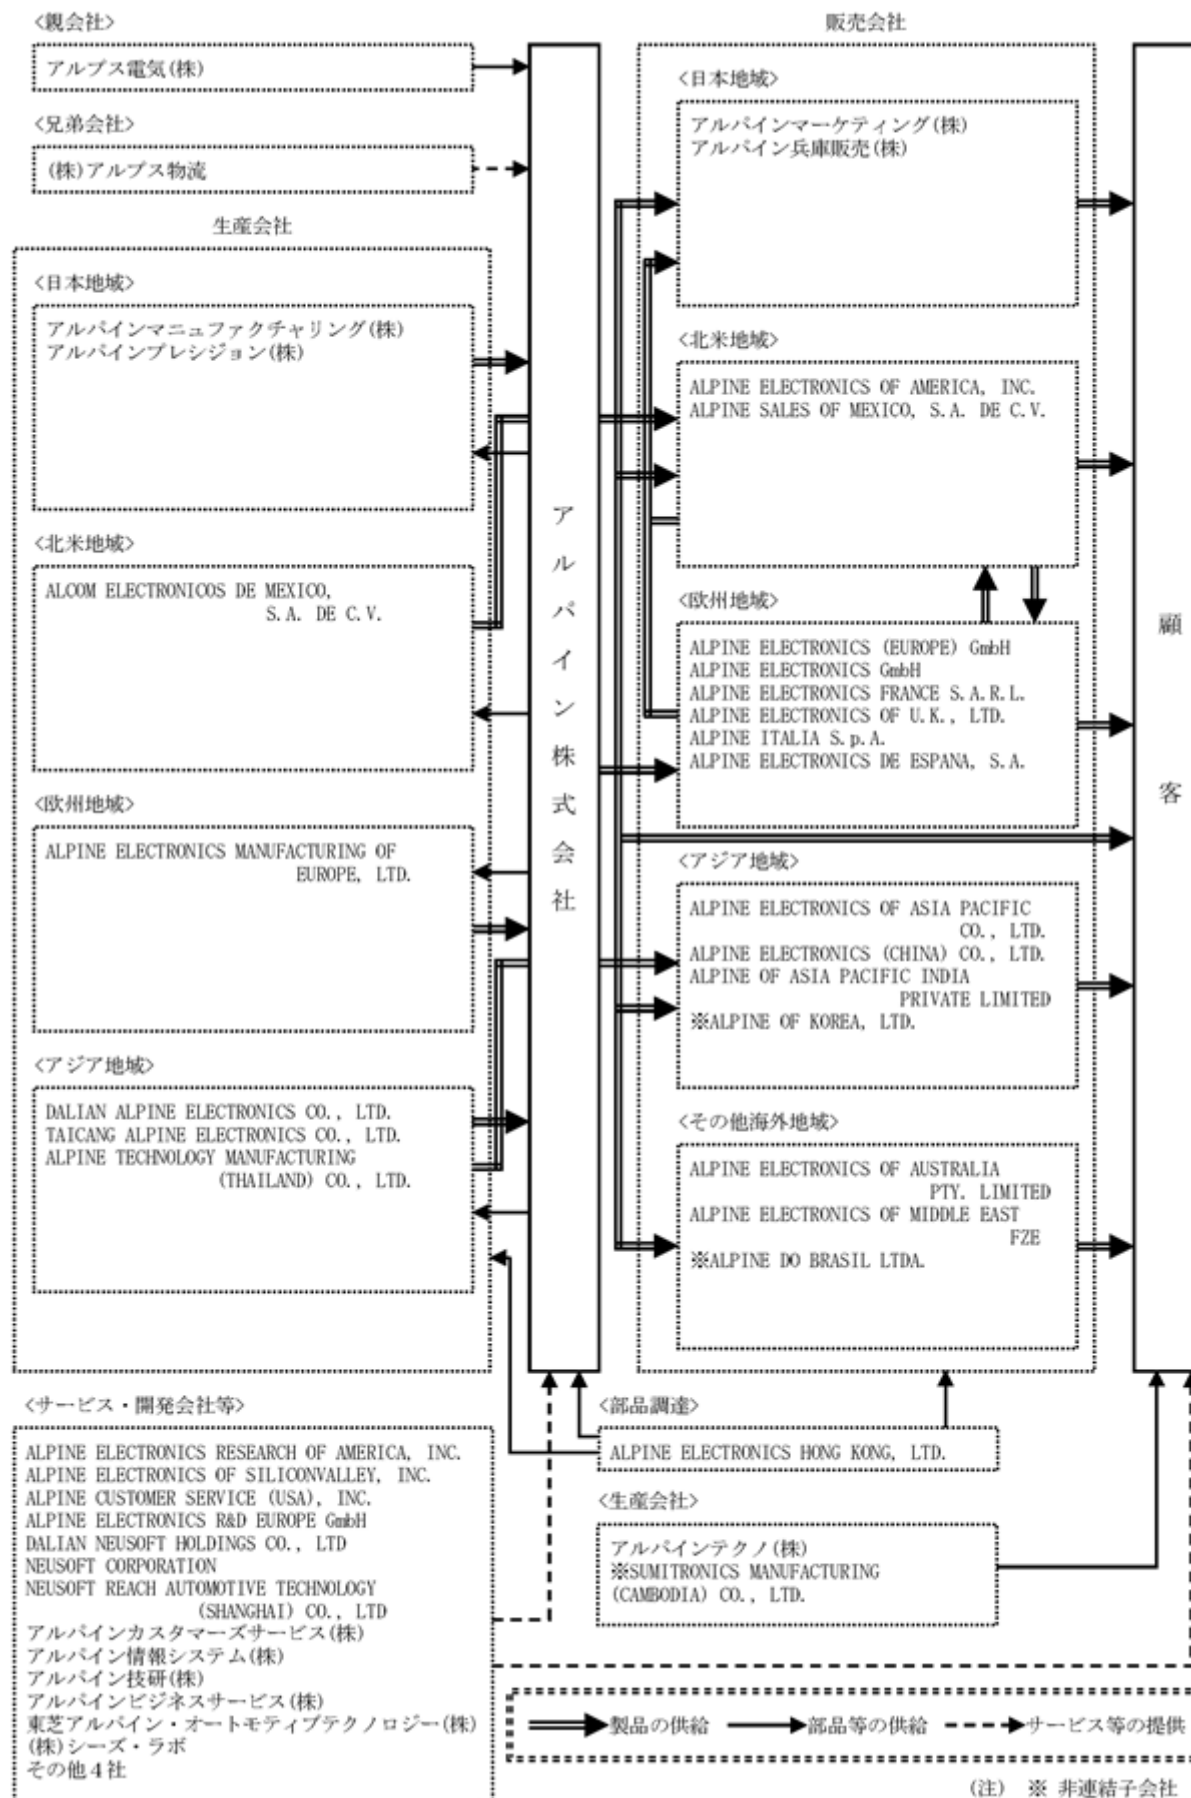 <親会社>
アルプス電気(株)
<兄弟会社>
(株)アルプス物流
生産会社
<日本地域>
アルパインマニュファクチャリング(株)
アルパインプレシジョン(株)
<北米地域>
ALCOM ELECTRONICOS DE MEXICO,
S.A. DE C.V.
<欧州地域>
ALPINE ELECTRONICS MANUFACTURING OF
EUROPE, LTD.
<アジア地域>
DALIAN ALPINE ELECTRONICS CO., LTD.
TAICANG ALPINE ELECTRONICS CO., LTD.
ALPINE TECHNOLOGY MANUFACTURING
(THAILAND) CO., LTD.
アルパイン株式会社
販売会社
<日本地域>
アルパインマーケティング(株)
アルパイン兵庫販売(株)
<北米地域>
ALPINE ELECTRONICS OF AMERICA, INC.
ALPINE SALES OF MEXICO, S.A. DE C.V.
<欧州地域>
ALPINE ELECTRONICS (EUROPE) GmbH
ALPINE ELECTRONICS GmbH
ALPINE ELECTRONICS FRANCE S.A.R.L.
ALPINE ELECTRONICS OF U.K., LTD.
ALPINE ITALIA S.p.A.
ALPINE ELECTRONICS DE ESPANA, S.A.
<アジア地域>
ALPINE ELECTRONICS OF ASIA PACIFIC
CO., LTD.
ALPINE ELECTRONICS (CHINA) CO., LTD.
ALPINE OF ASIA PACIFIC INDIA
PRIVATE LIMITED
※ALPINE OF KOREA, LTD.
<その他海外地域>
ALPINE ELECTRONICS OF AUSTRALIA
PTY. LIMITED
ALPINE ELECTRONICS OF MIDDLE EAST
FZE
※ALPINE DO BRASIL LTDA.
顧客
<サービス・開発会社等>
ALPINE ELECTRONICS RESEARCH OF AMERICA, INC.
ALPINE ELECTRONICS OF SILICONVALLEY, INC.
ALPINE CUSTOMER SERVICE (USA), INC.
ALPINE ELECTRONICS R&D EUROPE GmbH
DALIAN NEUSOFT HOLDINGS CO., LTD
NEUSOFT CORPORATION
NEUSOFT REACH AUTOMOTIVE TECHNOLOGY
(SHANGHAI) CO., LTD
アルパインカスタマーズサービス(株)
アルパイン情報システム(株)
アルパイン技研(株)
アルパインビジネスサービス(株)
東芝アルパイン・オートモティブテクノロジー(株)
(株)シーズ・ラボ
その他4社
<部品調達>
ALPINE ELECTRONICS HONG KONG, LTD.
<生産会社>
アルパインテクノ(株)
※SUMITRONICS MANUFACTURING
(CAMBODIA) CO., LTD.
製品の供給 部品等の供給 サービス等の提供
(注) ※ 非連結子会社